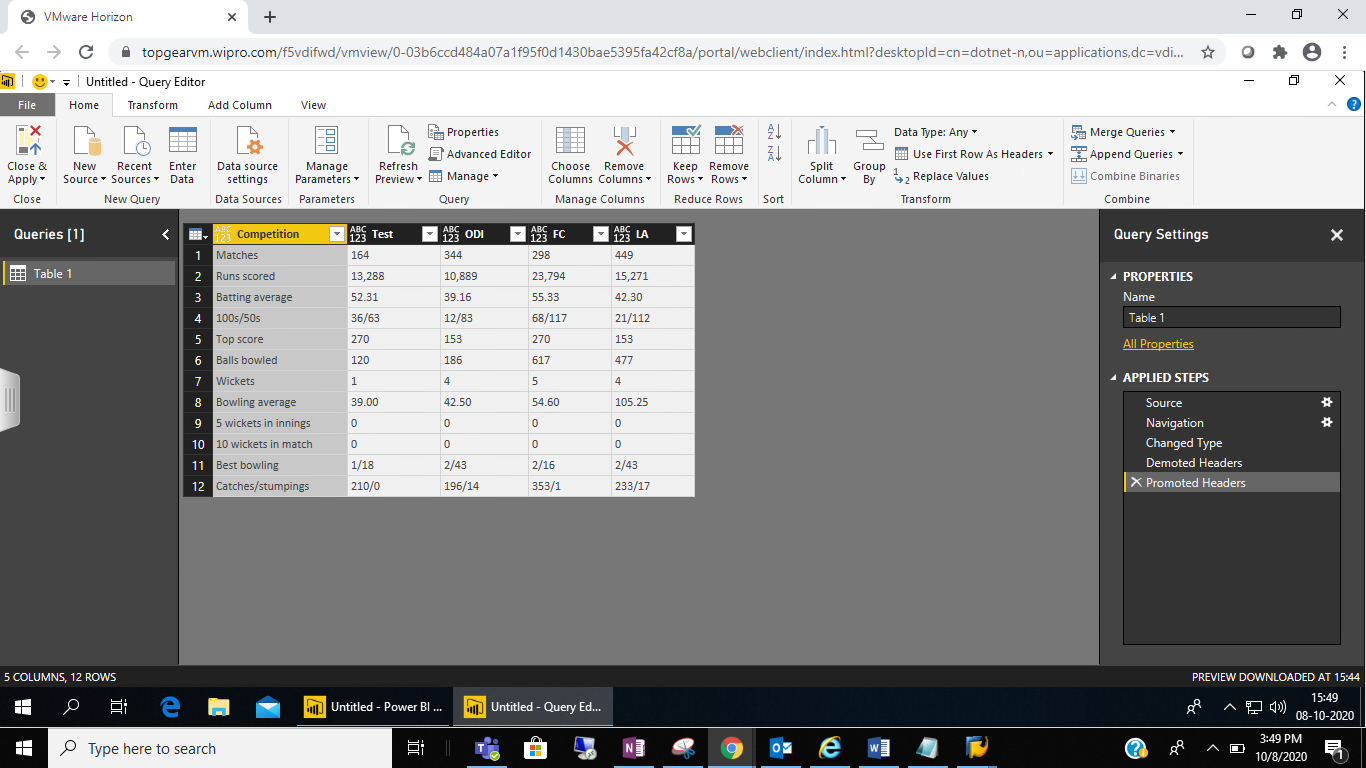 VMware Horizon
topgearvm.wipro.com/f5vdifwd/vmview/0-03b6ccd484a07a1f95f0d1430bae5395fa42cf8a/portal/webclient/index.html?desktopId=cn=dotnet-n,ou=applications,dc=vdi...
Untitled - Query Editor
File Home Transform Add Column View
Close & Apply
New Source
Recent Sources
Enter Data
Data source settings
Manage Parameters
Refresh Preview
Properties
Advanced Editor
Manage
Choose Columns
Remove Columns
Keep Rows
Remove Rows
A Z
Z A
Split Column
Group By
Data Type: Any
Use First Row As Headers
1 2 Replace Values
Merge Queries
Append Queries
Combine Binaries
Close New Query Data Sources Parameters Query Manage Columns Reduce Rows Sort Transform Combine
Queries [1]
Table 1
ABC 123 Competition ABC 123 Test ABC 123 ODI ABC 123 FC ABC 123 LA
1 Matches 164 344 298 449
2 Runs scored 13,288 10,889 23,794 15,271
3 Batting average 52.31 39.16 55.33 42.30
4 100s/50s 36/63 12/83 68/117 21/112
5 Top score 270 153 270 153
6 Balls bowled 120 186 617 477
7 Wickets 1 4 5 4
8 Bowling average 39.00 42.50 54.60 105.25
9 5 wickets in innings 0 0 0 0
10 10 wickets in match 0 0 0 0
11 Best bowling 1/18 2/43 2/16 2/43
12 Catches/stumpings 210/0 196/14 353/1 233/17
Query Settings
PROPERTIES
Name
Table 1
All Properties
APPLIED STEPS
Source
Navigation
Changed Type
Demoted Headers
Promoted Headers
5 COLUMNS, 12 ROWS
PREVIEW DOWNLOADED AT 15:44
Untitled - Power BI ...
Untitled - Query Ed...
15:49
08-10-2020
Type here to search
3:49 PM
10/8/2020
1